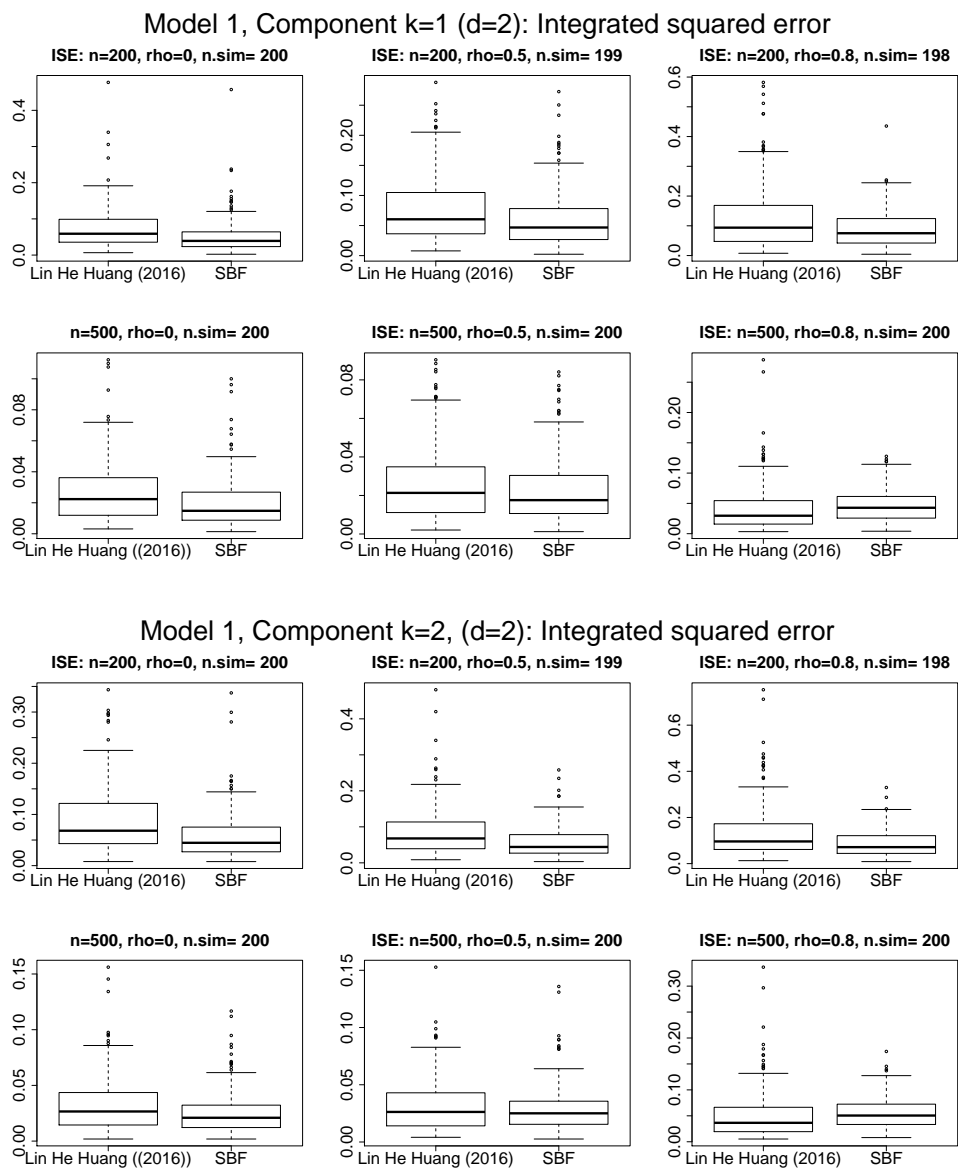 Model 1, Component k=1 (d=2): Integrated squared error
ISE: n=200, rho=0, n.sim= 200
ISE: n=200, rho=0.5, n.sim= 199
ISE: n=200, rho=0.8, n.sim= 198
0.0 0.2 0.4
Lin He Huang (2016) SBF
0.00 0.10 0.20
Lin He Huang (2016) SBF
0.0 0.2 0.4 0.6
Lin He Huang (2016) SBF
n=500, rho=0, n.sim= 200
ISE: n=500, rho=0.5, n.sim= 200
ISE: n=500, rho=0.8, n.sim= 200
0.00 0.04 0.08
Lin He Huang ((2016)) SBF
0.00 0.04 0.08
Lin He Huang (2016) SBF
0.00 0.10 0.20
Lin He Huang (2016) SBF
Model 1, Component k=2, (d=2): Integrated squared error
ISE: n=200, rho=0, n.sim= 200
ISE: n=200, rho=0.5, n.sim= 199
ISE: n=200, rho=0.8, n.sim= 198
0.00 0.10 0.20 0.30
Lin He Huang (2016) SBF
0.0 0.2 0.4
Lin He Huang (2016) SBF
0.0 0.2 0.4 0.6
Lin He Huang (2016) SBF
n=500, rho=0, n.sim= 200
ISE: n=500, rho=0.5, n.sim= 200
ISE: n=500, rho=0.8, n.sim= 200
0.00 0.05 0.10 0.15
Lin He Huang ((2016)) SBF
0.00 0.05 0.10 0.15
Lin He Huang (2016) SBF
0.00 0.10 0.20 0.30
Lin He Huang (2016) SBF